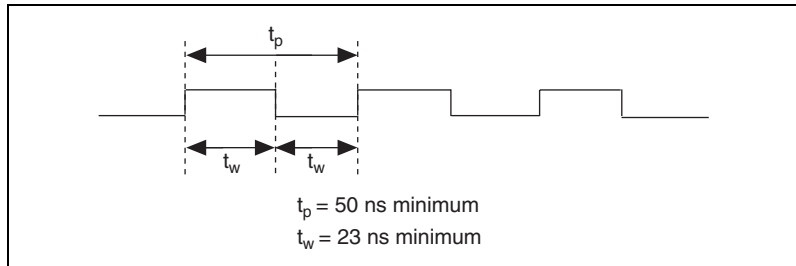 tp
tw tw
tp = 50 ns minimum
tw = 23 ns minimum